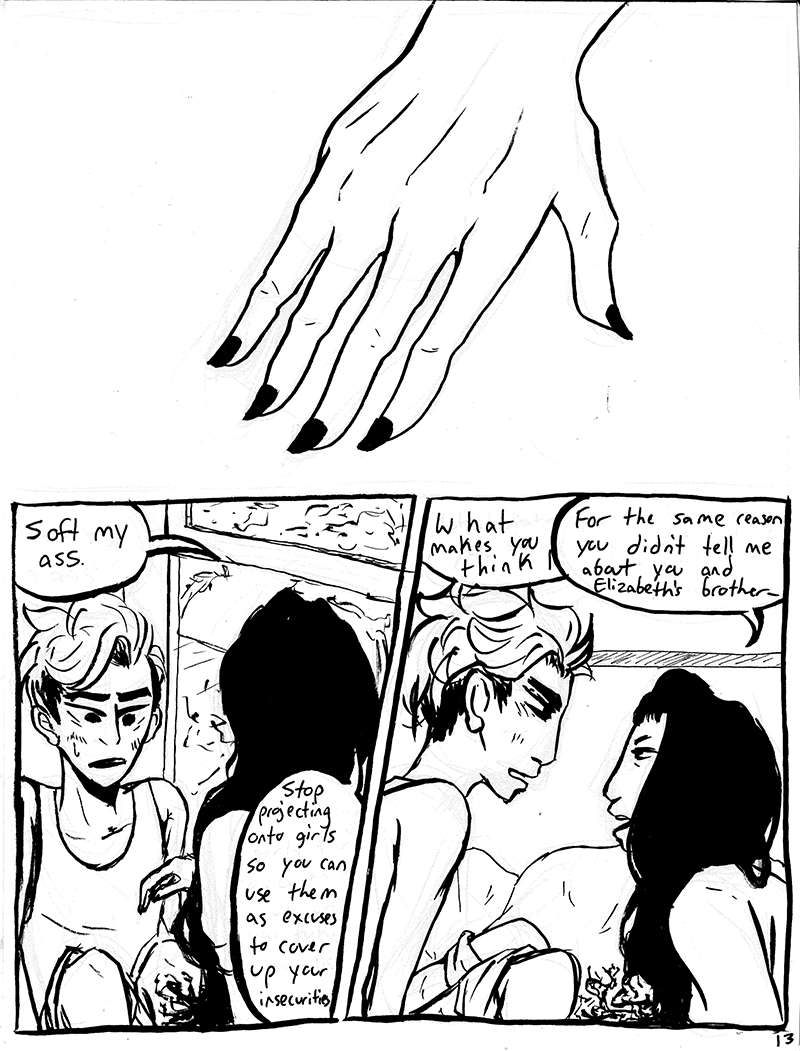 Soft my
ass.
Stop
projecting
onto girls
so you can
use them
as excuses
to cover
up your
insecurities
What
makes you
think
For the same reason
you didn't tell me
about you and
Elizabeth's brother—
13